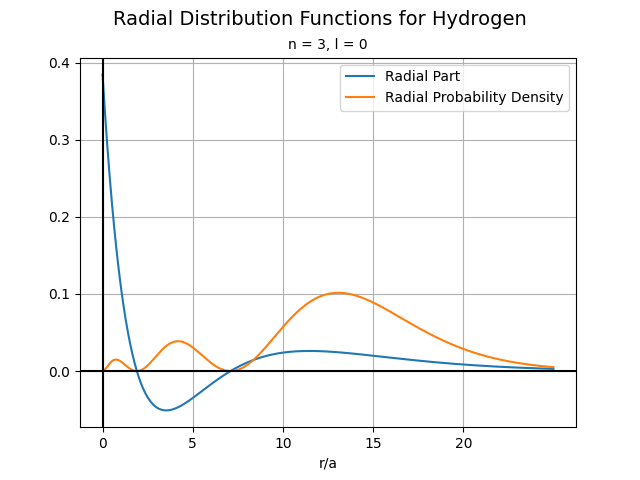 Radial Distribution Functions for Hydrogen
n = 3, l = 0
Radial Part
Radial Probability Density
0.4
0.3
0.2
0.1
0.0
0 5 10 15 20
r/a